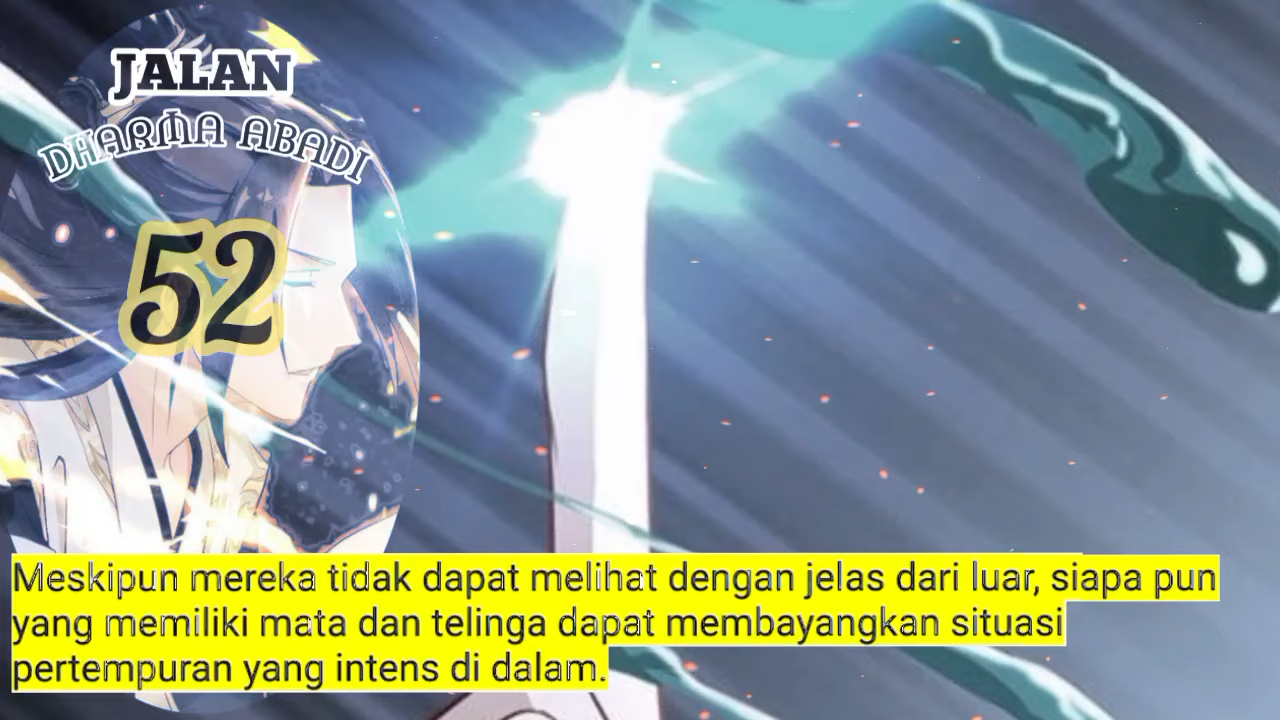 JALAN
DHARMA ABADI
52
Meskipun mereka tidak dapat melihat dengan jelas dari luar, siapa pun
yang memiliki mata dan telinga dapat membayangkan situasi
pertempuran yang intens di dalam.